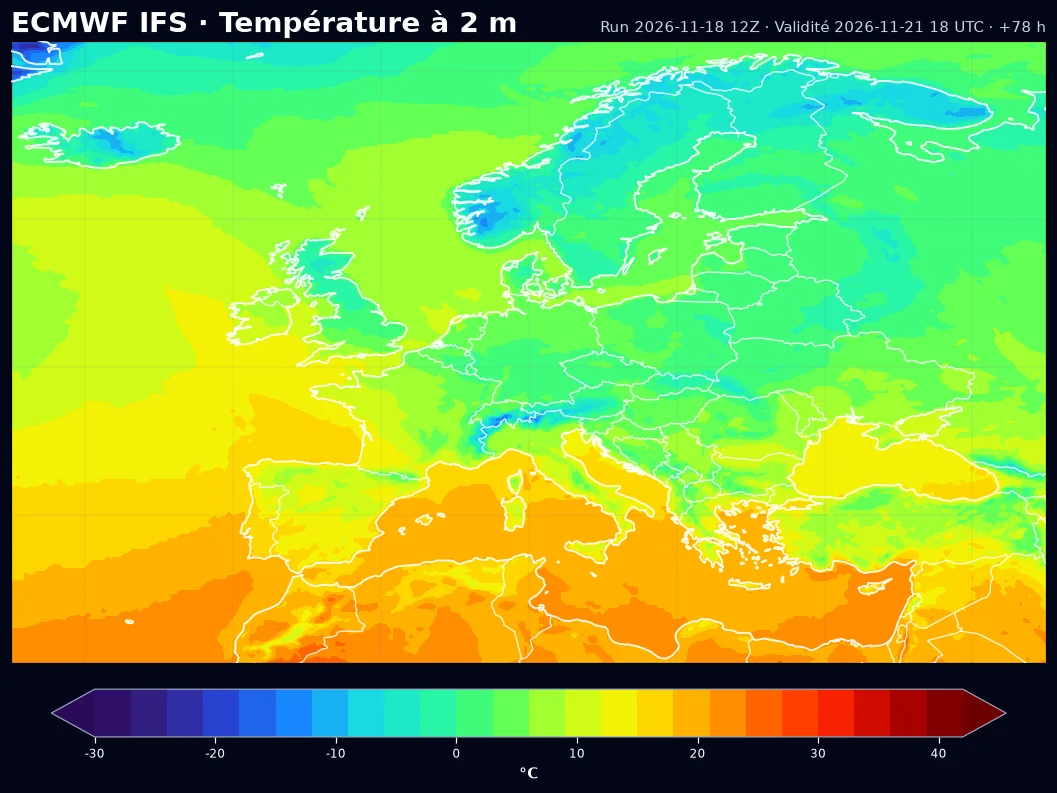 ECMWF IFS · Température à 2 m
Run 2026-11-18 12Z · Validité 2026-11-21 18 UTC · +78 h
-30 -20 -10 0 10 20 30 40
°C